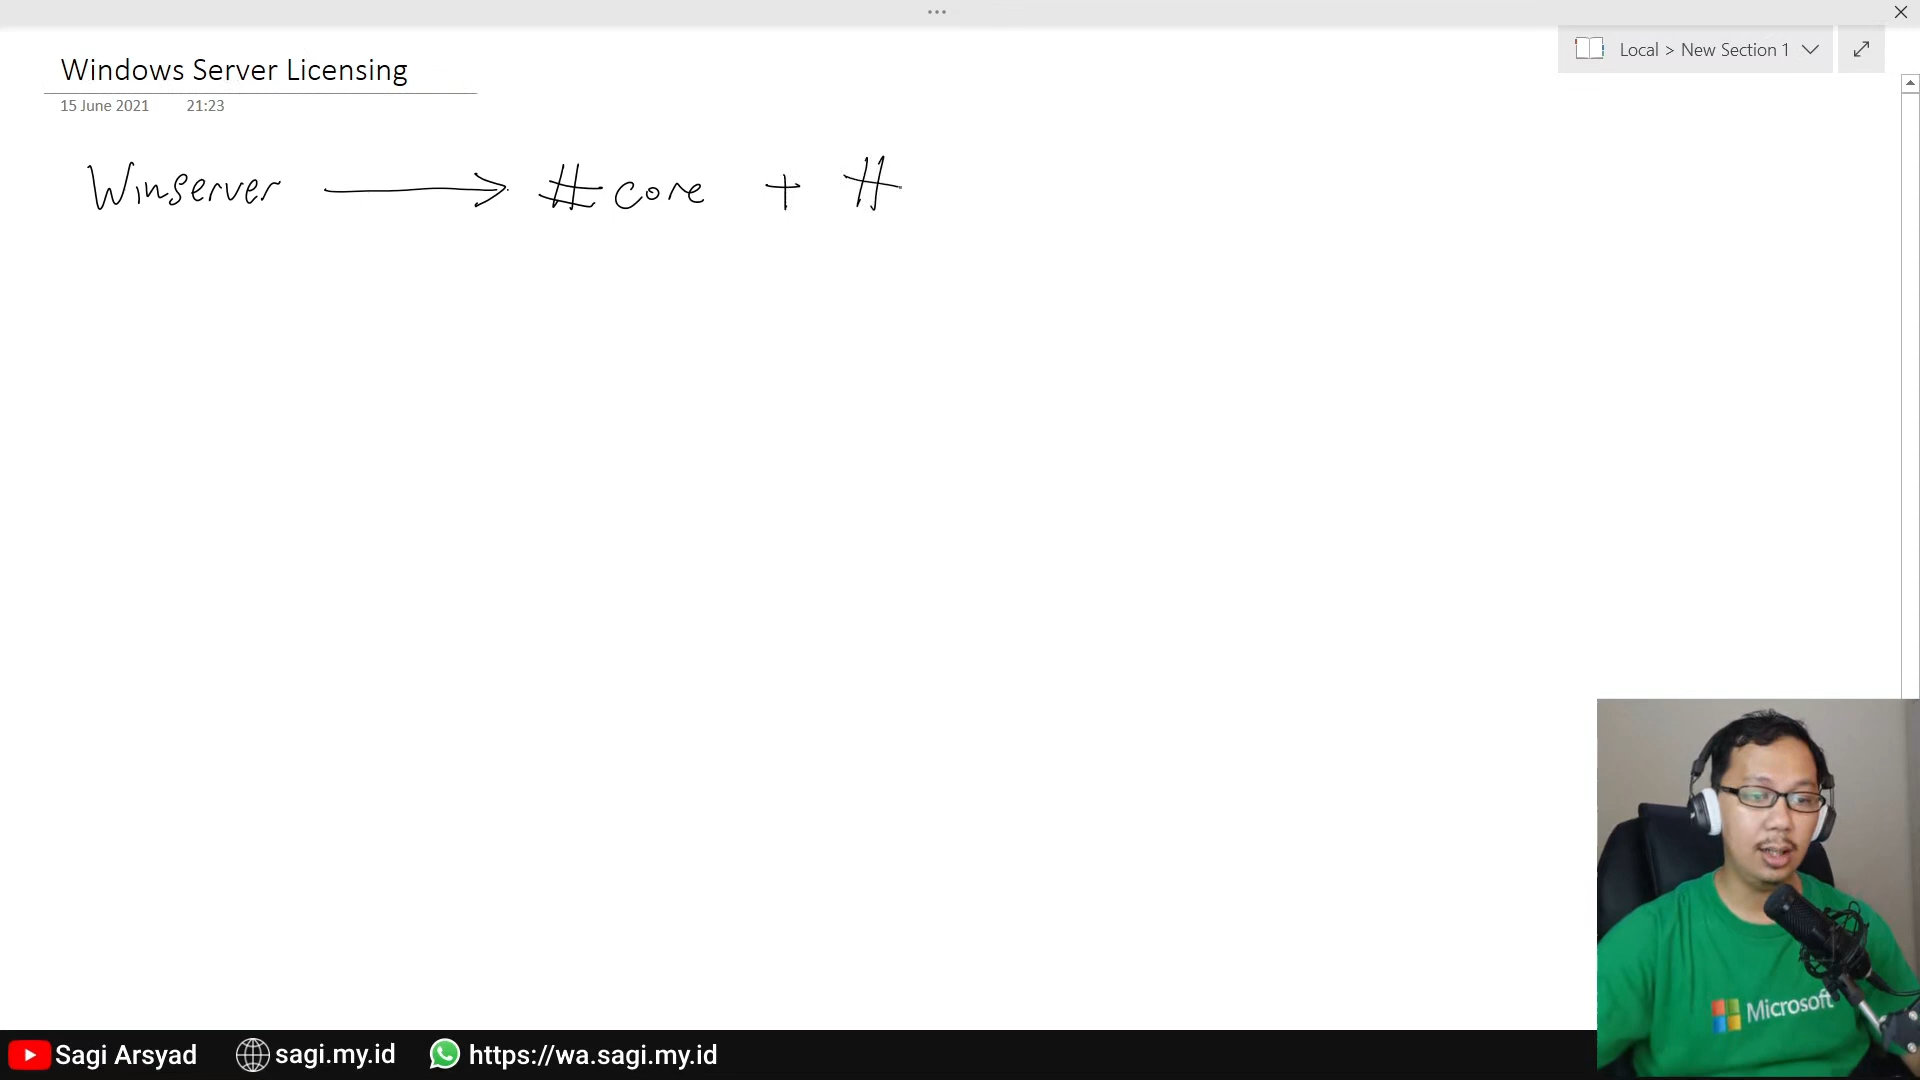 Local > New Section 1
Windows Server Licensing
15 June 2021 21:23
Winserver → #core + #
Microsoft
Sagi Arsyad sagi.my.id https://wa.sagi.my.id